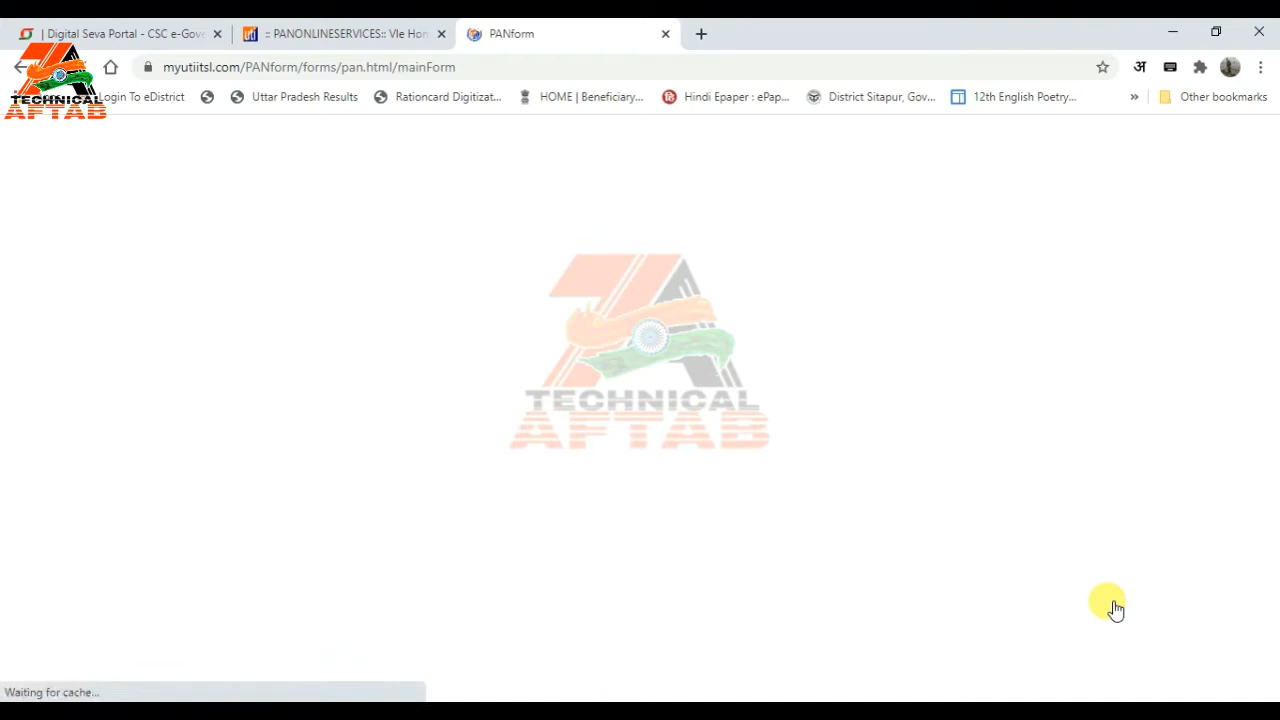 | Digital Seva Portal - CSC e-Gove
:: PANONLINESERVICES:: Vle Hon
PANform
myutiitsl.com/PANform/forms/pan.html/mainForm
अ
Login To eDistrict
Uttar Pradesh Results
Rationcard Digitizat...
HOME | Beneficiary...
Hindi Epaper - ePap...
District Sitapur, Gov...
12th English Poetry...
»
Other bookmarks
TECHNICAL
AFTAB
TECHNICAL
AFTAB
Waiting for cache...